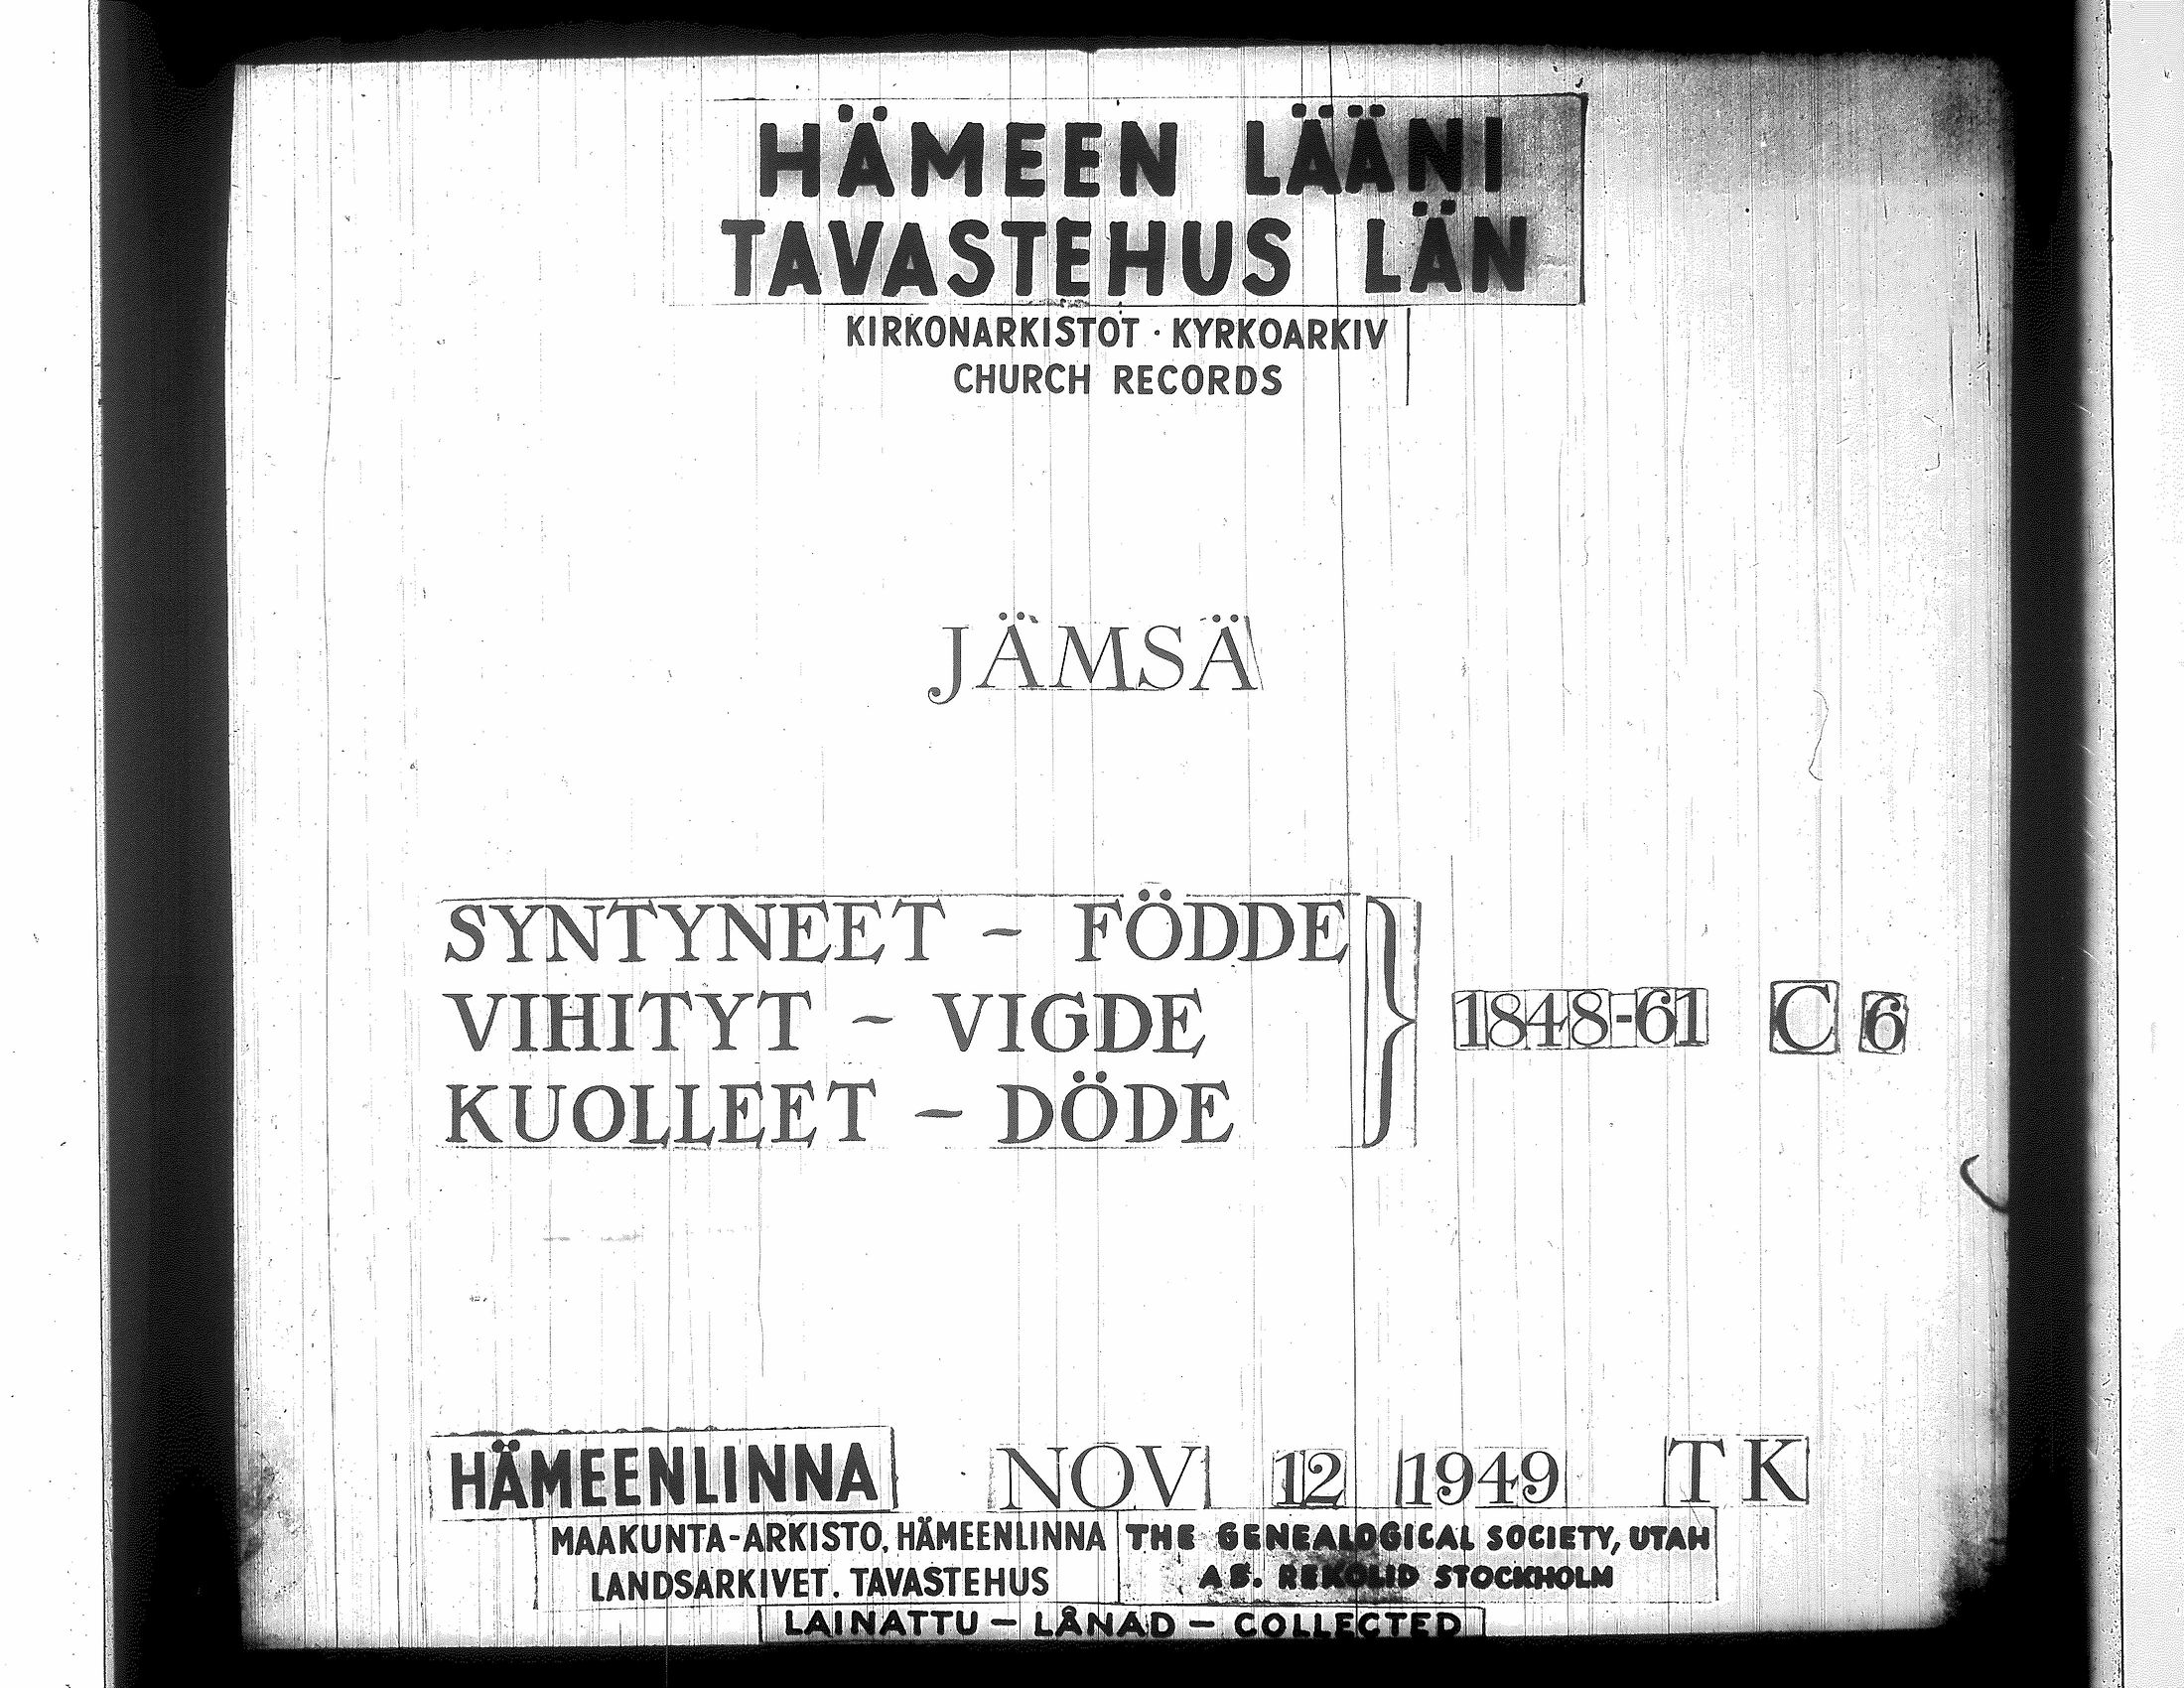 HÄMEEN LÄÄNI
TAVASTEHUS LÄN
KIRKONARKISTOT · KYRKOARKIV
CHURCH RECORDS
JÄMSÄ
SYNTYNEET - FÖDDE
VIHITYT - VIGDE
KUOLLEET - DÖDE
} 1848-61 C 6
HÄMEENLINNA NOV 12 1949 T K
MAAKUNTA-ARKISTO, HÄMEENLINNA
LANDSARKIVET. TAVASTEHUS
THE GENEALOGICAL SOCIETY, UTAH
AB. REKOLID STOCKHOLM
LAINATTU - LÅNAD - COLLECTED